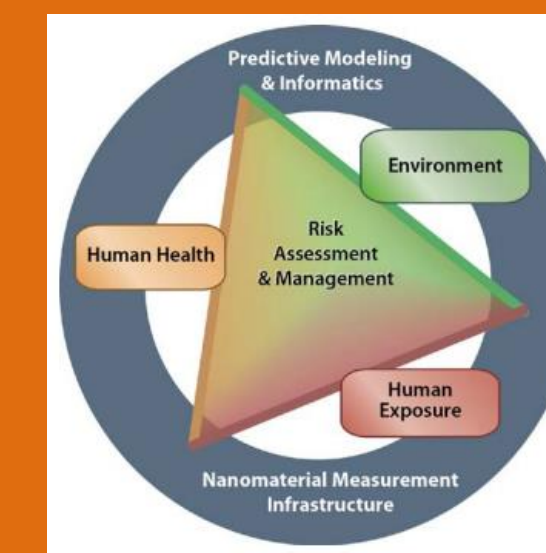 Predictive Modeling
& Informatics
Environment
Risk
Assessment
& Management
Human Health
Human
Exposure
Nanomaterial Measurement
Infrastructure